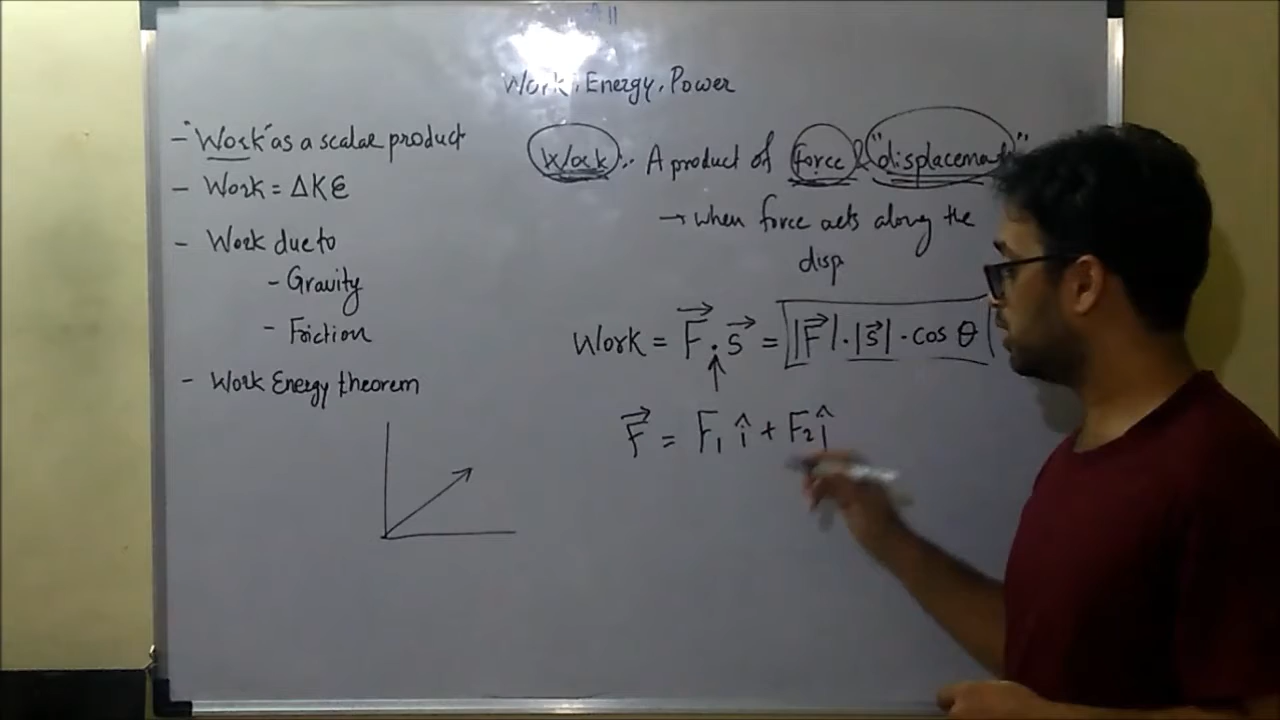 Work, Energy, Power
- "Work" as a scalar product
- Work = ΔKE
- Work due to
- Gravity
- Friction
- Work Energy theorem
Work :. A product of force & "displacement"
→ when force acts along the
disp
Work = F⃗ . s⃗ = |F⃗| . |s⃗| . cos θ
F⃗ = F₁ î + F₂ ĵ